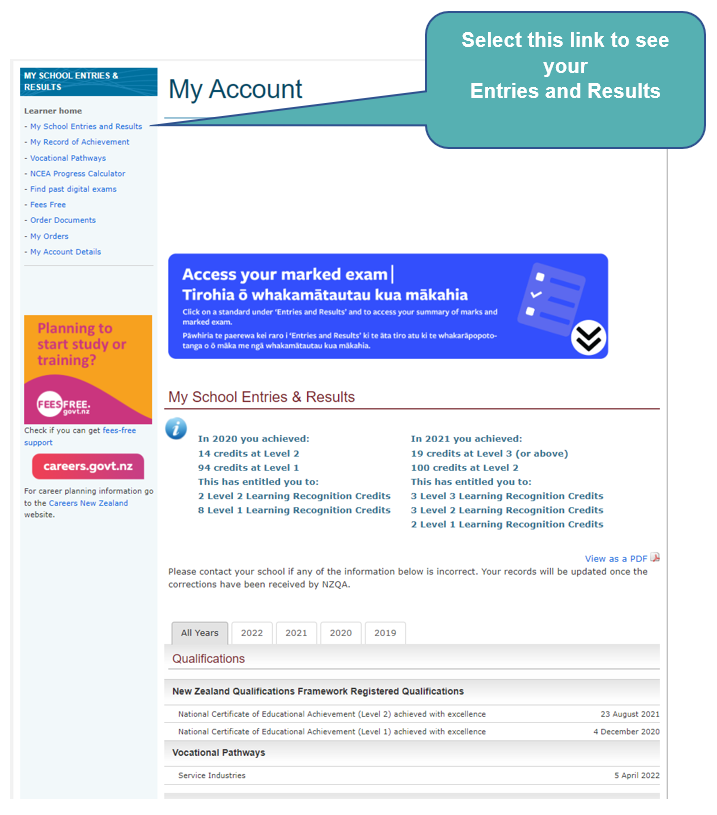 Select this link to see
your
Entries and Results
MY SCHOOL ENTRIES &
RESULTS
Learner home
- My School Entries and Results
- My Record of Achievement
- Vocational Pathways
- NCEA Progress Calculator
- Find past digital exams
- Fees Free
- Order Documents
- My Orders
- My Account Details
Planning to
start study or
training?
FEES FREE.
govt.nz
Check if you can get fees-free
support
careers.govt.nz
For career planning information go
to the Careers New Zealand
website.
My Account
Access your marked exam|
Tirohia ō whakamātautau kua mākahia
Click on a standard under 'Entries and Results' and to access your summary of marks and
marked exam.
Pāwhiria te paerewa kei raro i 'Entries and Results' ki te āta tiro atu ki te whakarāpopoto-
tanga o ō māka me ngā whakamātautau kua mākahia.
My School Entries & Results
i
In 2020 you achieved:
14 credits at Level 2
94 credits at Level 1
This has entitled you to:
2 Level 2 Learning Recognition Credits
8 Level 1 Learning Recognition Credits
In 2021 you achieved:
19 credits at Level 3 (or above)
100 credits at Level 2
This has entitled you to:
3 Level 3 Learning Recognition Credits
3 Level 2 Learning Recognition Credits
2 Level 1 Learning Recognition Credits
View as a PDF
Please contact your school if any of the information below is incorrect. Your records will be updated once the
corrections have been received by NZQA.
All Years 2022 2021 2020 2019
Qualifications
New Zealand Qualifications Framework Registered Qualifications
National Certificate of Educational Achievement (Level 2) achieved with excellence 23 August 2021
National Certificate of Educational Achievement (Level 1) achieved with excellence 4 December 2020
Vocational Pathways
Service Industries 5 April 2022